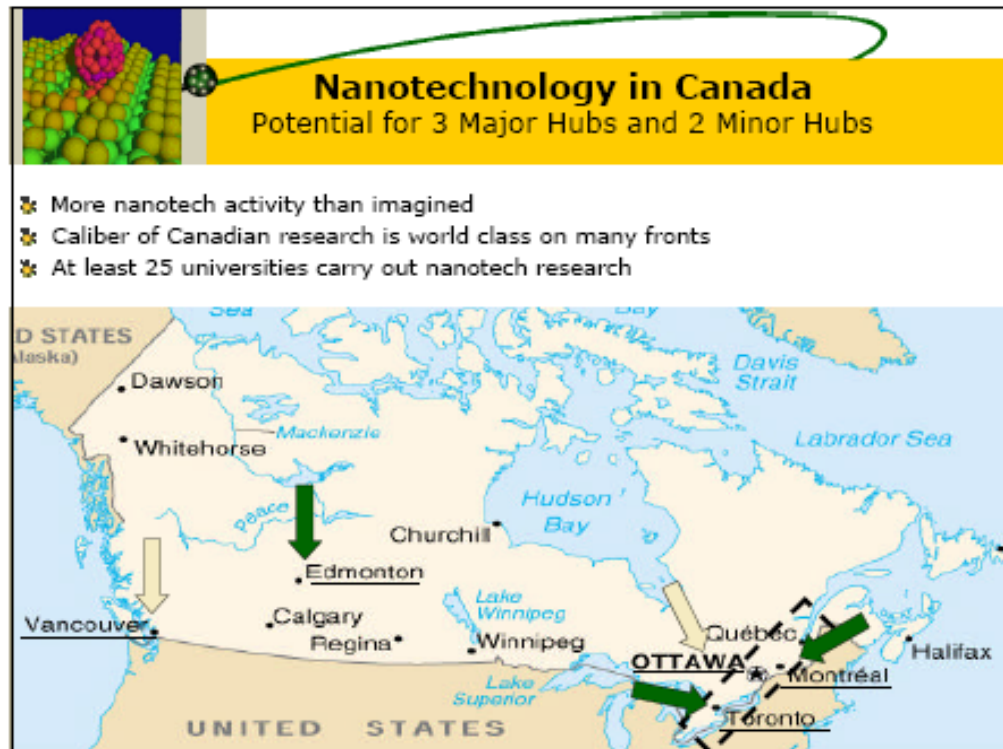 Nanotechnology in Canada
Potential for 3 Major Hubs and 2 Minor Hubs
More nanotech activity than imagined
Caliber of Canadian research is world class on many fronts
At least 25 universities carry out nanotech research
Sea
Bay
D STATES
alaska)
Davis
Strait
Dawson
Mackenzie
Whitehorse
Labrador Sea
Hudson
Bay
Peace
Churchill
Edmonton
Lake
Winnipeg
Calgary
Vancouver
Regina
Winnipeg
Québec
Halifax
OTTAWA
Montréal
Lake
Superior
Toronto
UNITED STATES